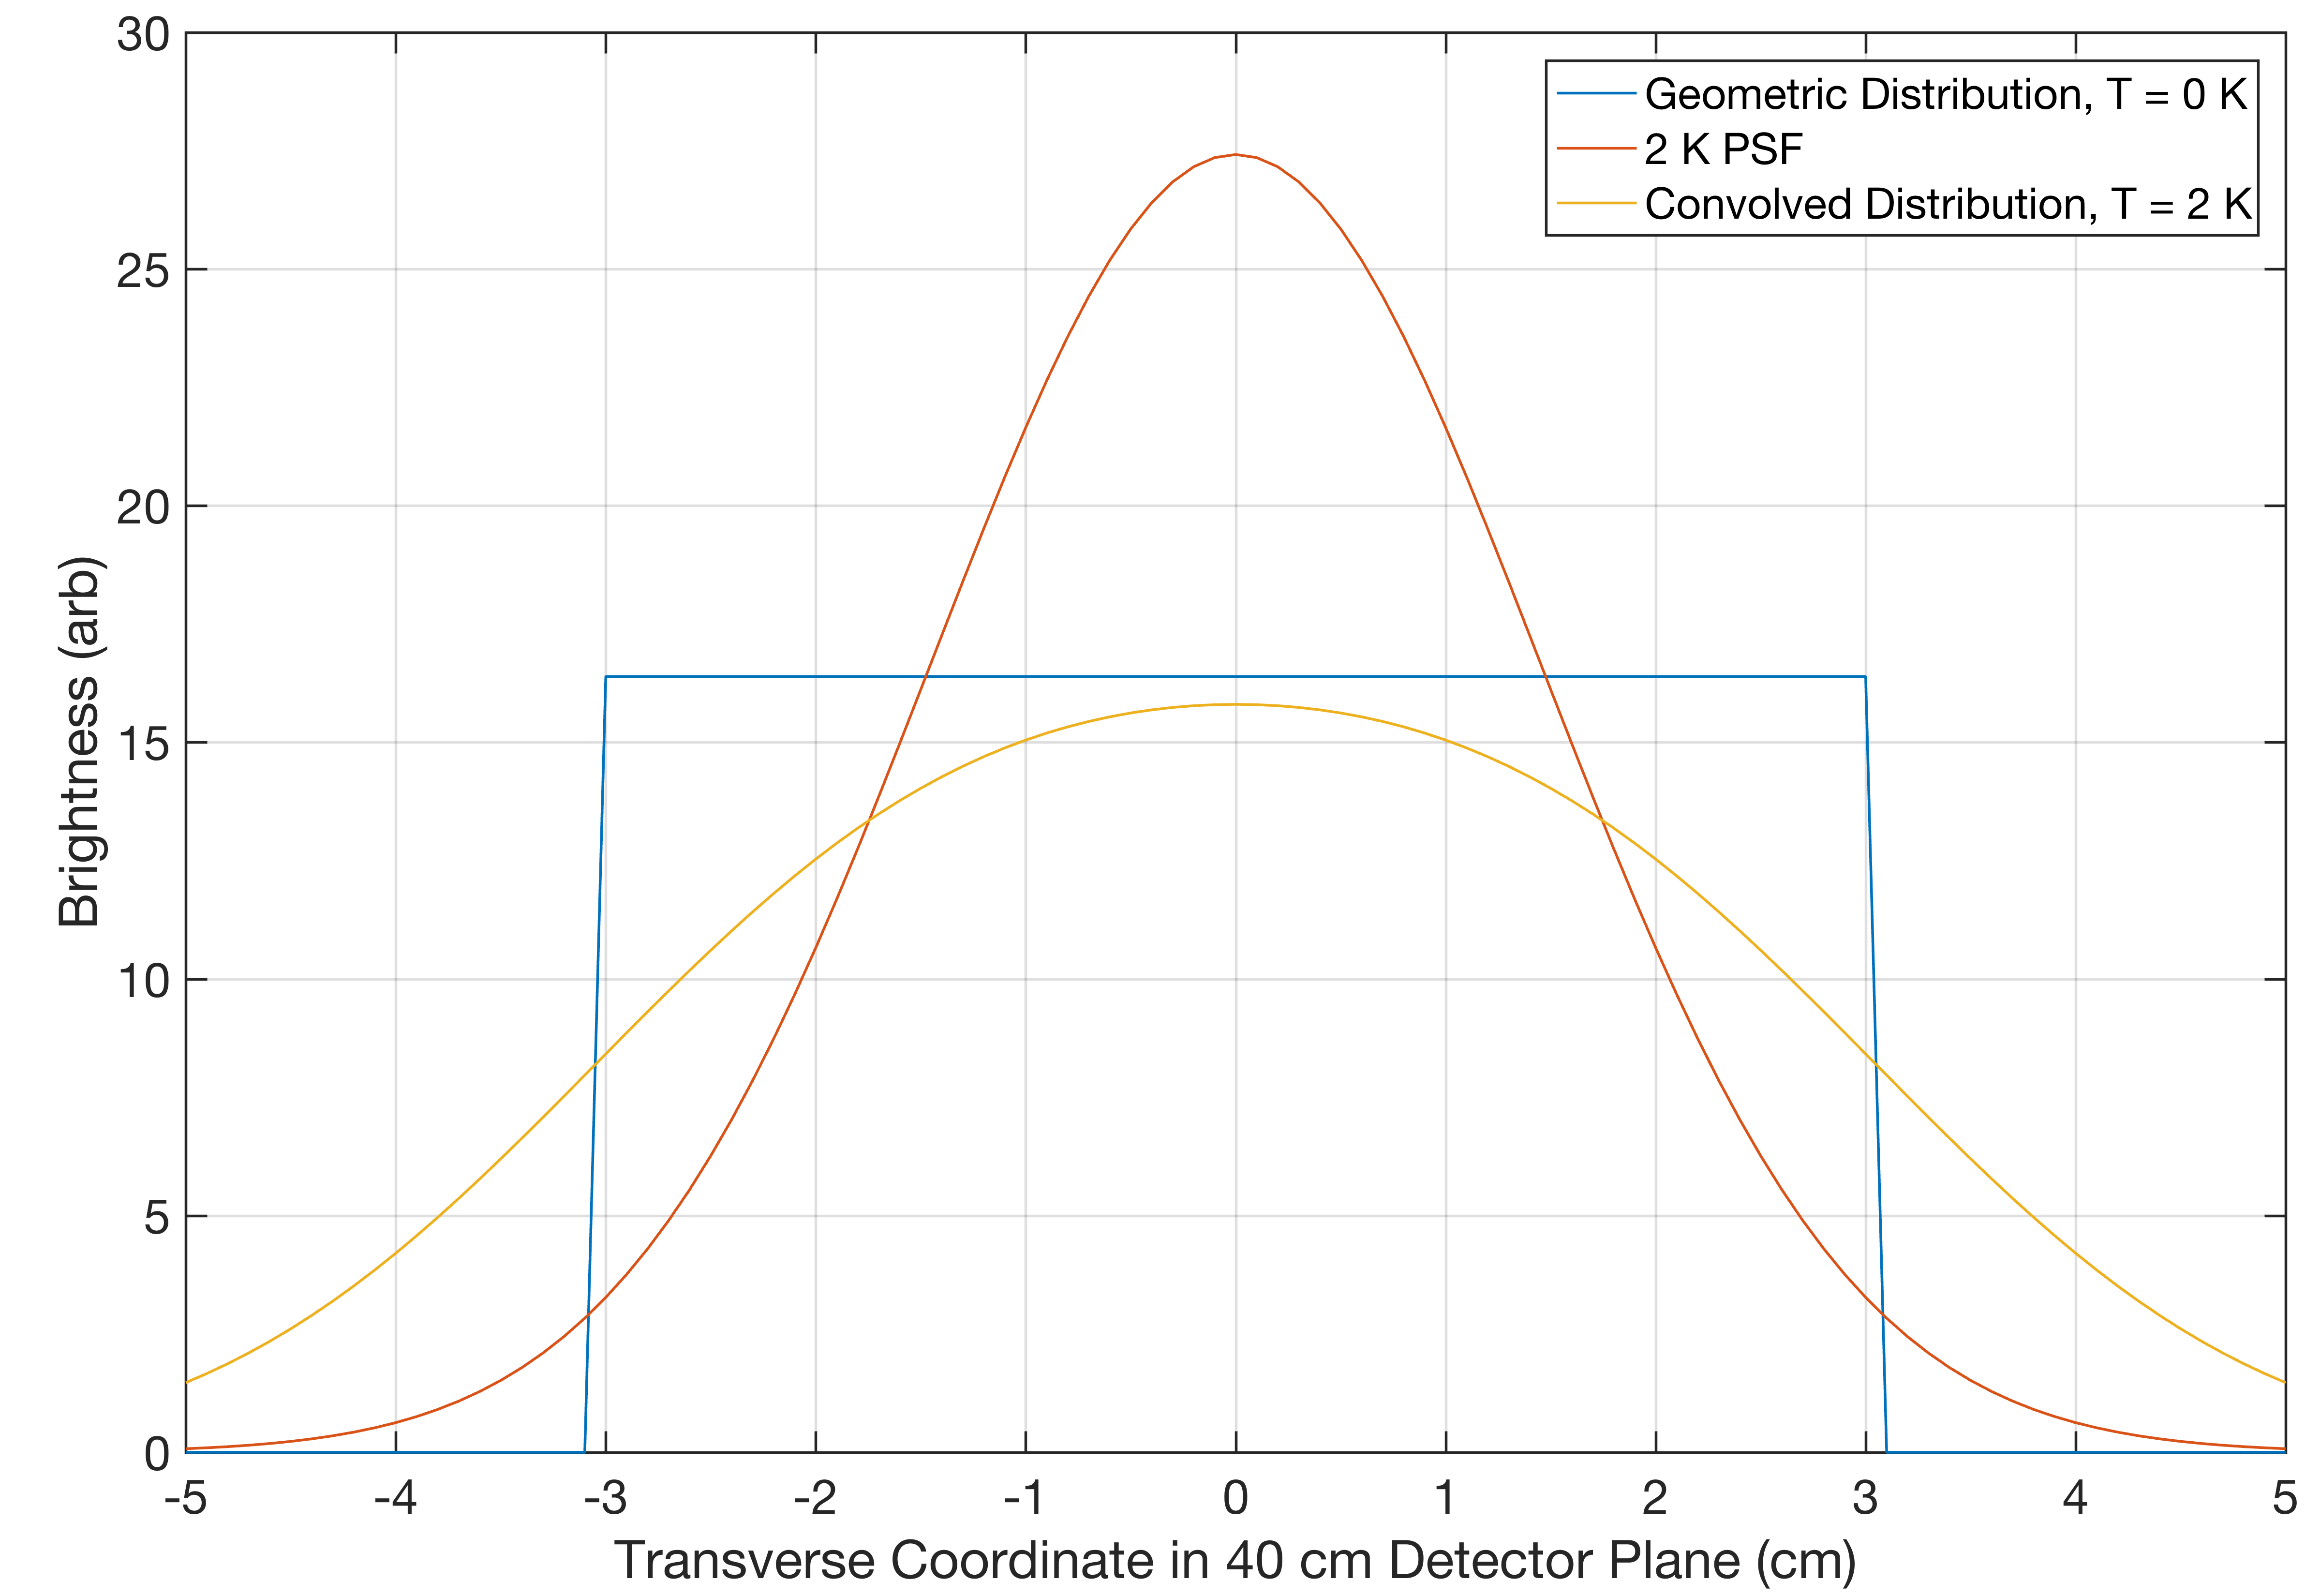 30
25
20
15
10
5
0
Brightness (arb)
Geometric Distribution, T = 0 K
2 K PSF
Convolved Distribution, T = 2 K
-5 -4 -3 -2 -1 0 1 2 3 4 5
Transverse Coordinate in 40 cm Detector Plane (cm)